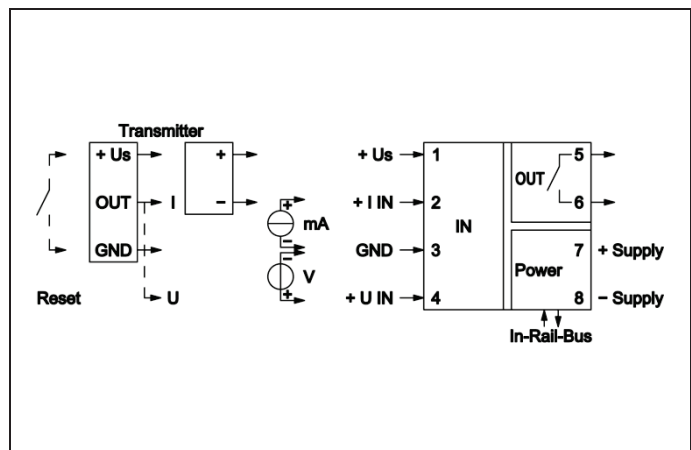 Transmitter
+ Us
OUT
GND
I
U
Reset
+
−
+
mA
−
−
V
+
+ Us
+ I IN
GND
+ U IN
1
2
3
4
IN
OUT
5
6
Power
7
8
+ Supply
− Supply
In-Rail-Bus